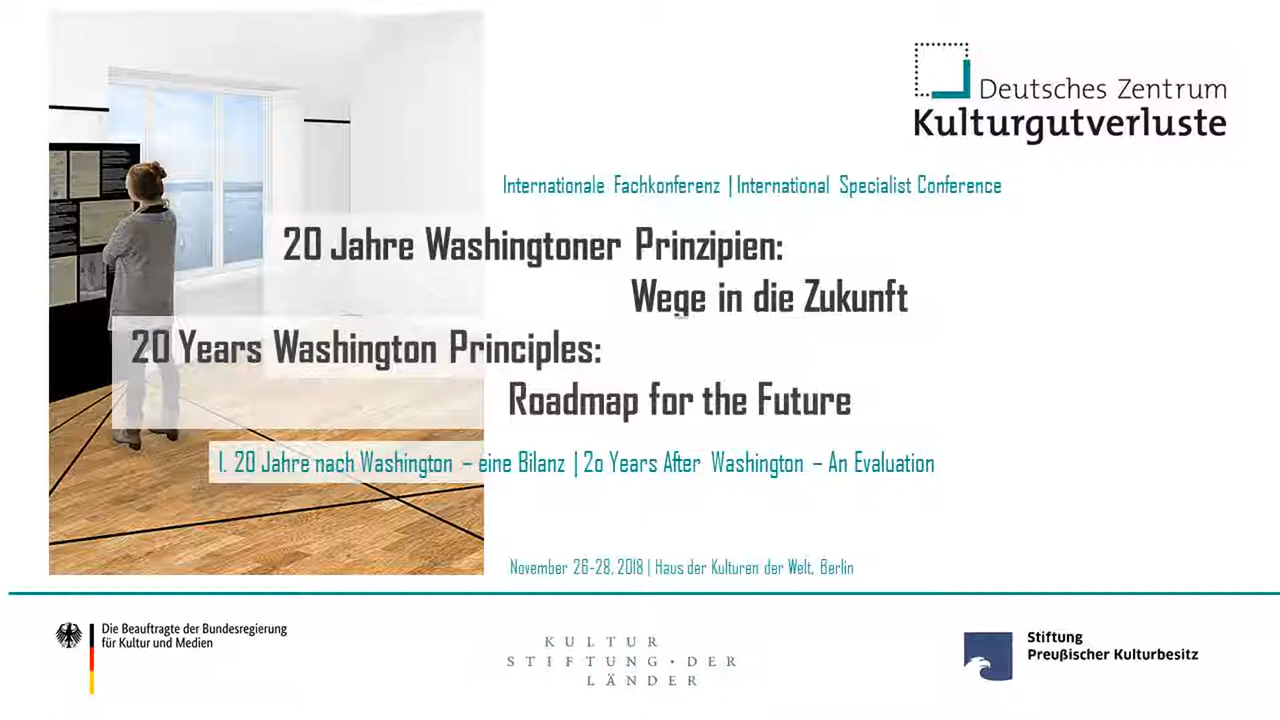 Deutsches Zentrum
Kulturgutverluste
Internationale Fachkonferenz | International Specialist Conference
20 Jahre Washingtoner Prinzipien:
Wege in die Zukunft
20 Years Washington Principles:
Roadmap for the Future
I. 20 Jahre nach Washington – eine Bilanz | 2o Years After Washington – An Evaluation
November 26-28, 2018 | Haus der Kulturen der Welt, Berlin
Die Beauftragte der Bundesregierung
für Kultur und Medien
KULTUR
STIFTUNG · DER
LÄNDER
Stiftung
Preußischer Kulturbesitz